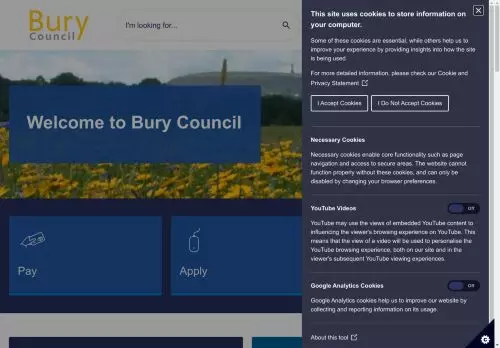 Bury
Council
I'm looking for...
Welcome to Bury Council
Pay
Apply
This site uses cookies to store information on
your computer.
Some of these cookies are essential, while others help us to
improve your experience by providing insights into how the site
is being used
For more detailed information, please check our Cookie and
Privacy Statement
I Accept Cookies
I Do Not Accept Cookies
Necessary Cookies
Necessary cookies enable core functionality such as page
navigation and access to secure areas. The website cannot
function properly without these cookies, and can only be
disabled by changing your browser preferences.
YouTube Videos
Off
YouTube may use the views of embedded YouTube content to
influencing the viewer's browsing experience on YouTube. This
means that the view of a video will be used to personalise the
YouTube browsing experience, both on our site and in the
viewer's subsequent YouTube viewing experiences.
Google Analytics Cookies
Off
Google Analytics cookies help us to improve our website by
collecting and reporting information on its usage.
About this tool